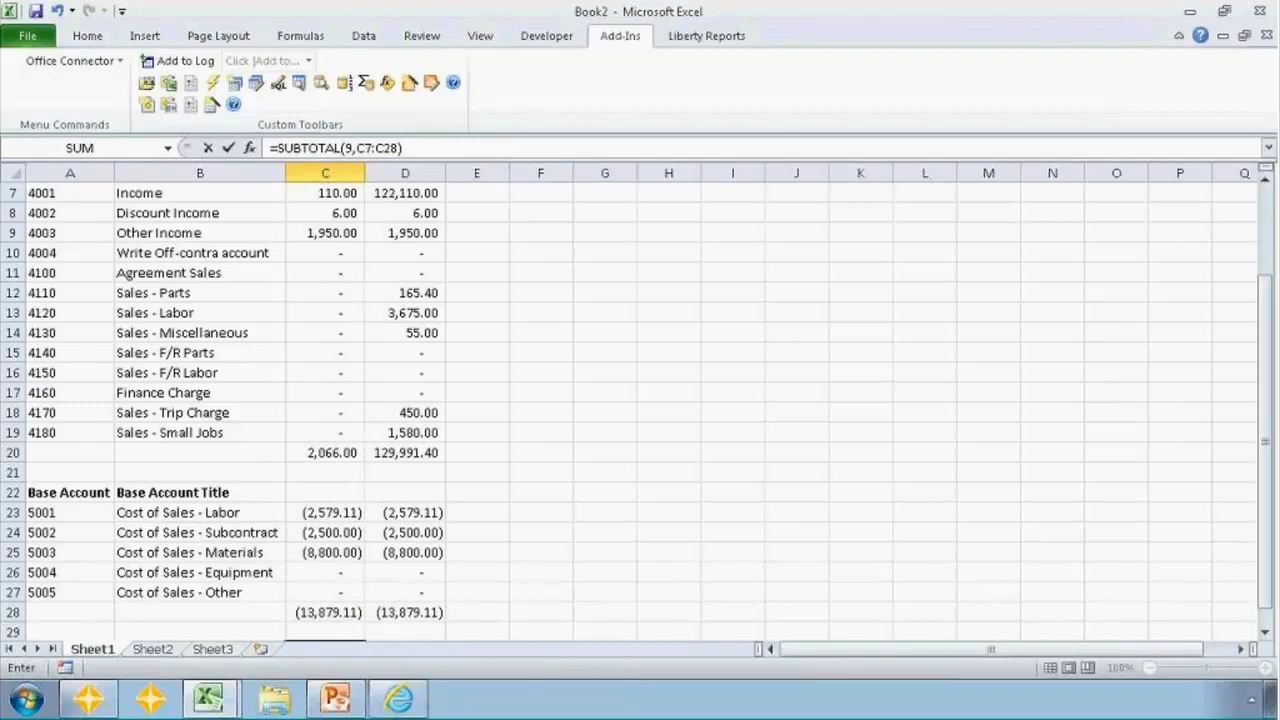 Book2 - Microsoft Excel
File Home Insert Page Layout Formulas Data Review View Developer Add-Ins Liberty Reports
Office Connector Add to Log Click [Add to...
Menu Commands Custom Toolbars
SUM fx =SUBTOTAL(9,C7:C28)
A B C D E F G H I J K L M N O P Q
7 4001 Income 110.00 122,110.00
8 4002 Discount Income 6.00 6.00
9 4003 Other Income 1,950.00 1,950.00
10 4004 Write Off-contra account - -
11 4100 Agreement Sales - -
12 4110 Sales - Parts - 165.40
13 4120 Sales - Labor - 3,675.00
14 4130 Sales - Miscellaneous - 55.00
15 4140 Sales - F/R Parts - -
16 4150 Sales - F/R Labor - -
17 4160 Finance Charge - -
18 4170 Sales - Trip Charge - 450.00
19 4180 Sales - Small Jobs - 1,580.00
20 2,066.00 129,991.40
21
22 Base Account Base Account Title
23 5001 Cost of Sales - Labor (2,579.11) (2,579.11)
24 5002 Cost of Sales - Subcontract (2,500.00) (2,500.00)
25 5003 Cost of Sales - Materials (8,800.00) (8,800.00)
26 5004 Cost of Sales - Equipment - -
27 5005 Cost of Sales - Other - -
28 (13,879.11) (13,879.11)
29
Sheet1 Sheet2 Sheet3
Enter 100%